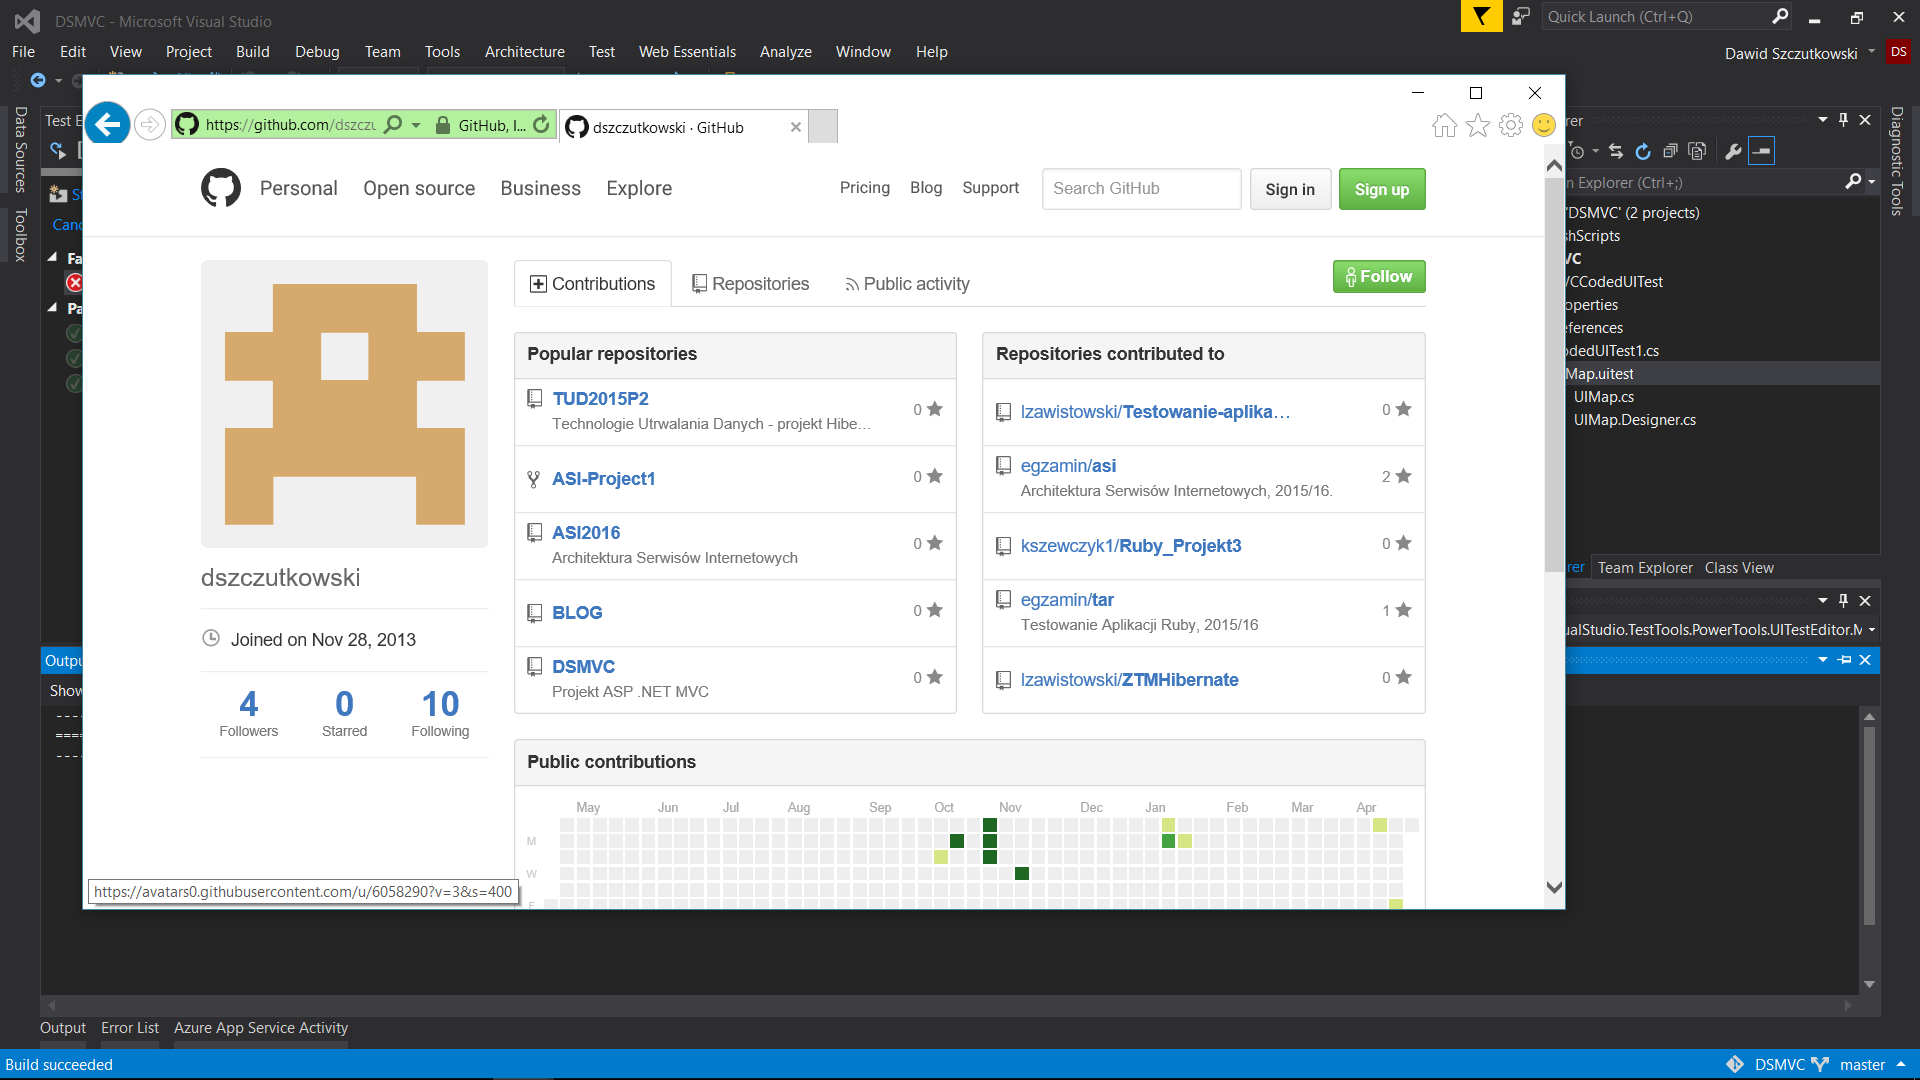 DSMVC - Microsoft Visual Studio
Quick Launch (Ctrl+Q)
File Edit View Project Build Debug Team Tools Architecture Test Web Essentials Analyze Window Help
Dawid Szczutkowski DS
Data Sources
Toolbox
Test E
Diagnostic Tools
https://github.com/dszczu
GitHub, I...
dszczutkowski · GitHub
Personal Open source Business Explore
Pricing Blog Support
Search GitHub
Sign in
Sign up
Contributions
Repositories
Public activity
Follow
dszczutkowski
Joined on Nov 28, 2013
4 Followers
0 Starred
10 Following
Popular repositories
TUD2015P2 0
Technologie Utrwalania Danych - projekt Hibe…
ASI-Project1 0
ASI2016 0
Architektura Serwisów Internetowych
BLOG 0
DSMVC 0
Projekt ASP .NET MVC
Repositories contributed to
lzawistowski/Testowanie-aplika… 0
egzamin/asi 2
Architektura Serwisów Internetowych, 2015/16.
kszewczyk1/Ruby_Projekt3 0
egzamin/tar 1
Testowanie Aplikacji Ruby, 2015/16
lzawistowski/ZTMHibernate 0
Public contributions
May Jun Jul Aug Sep Oct Nov Dec Jan Feb Mar Apr
M
W
F
https://avatars0.githubusercontent.com/u/6058290?v=3&s=400
St
Canc
Fa
Pa
rer
n Explorer (Ctrl+;)
'DSMVC' (2 projects)
shScripts
VC
VCCodedUITest
operties
eferences
odedUITest1.cs
Map.uitest
UIMap.cs
UIMap.Designer.cs
rer Team Explorer Class View
ualStudio.TestTools.PowerTools.UITestEditor.M
Outpu
Show
----
====
----
Output Error List Azure App Service Activity
Build succeeded
DSMVC master